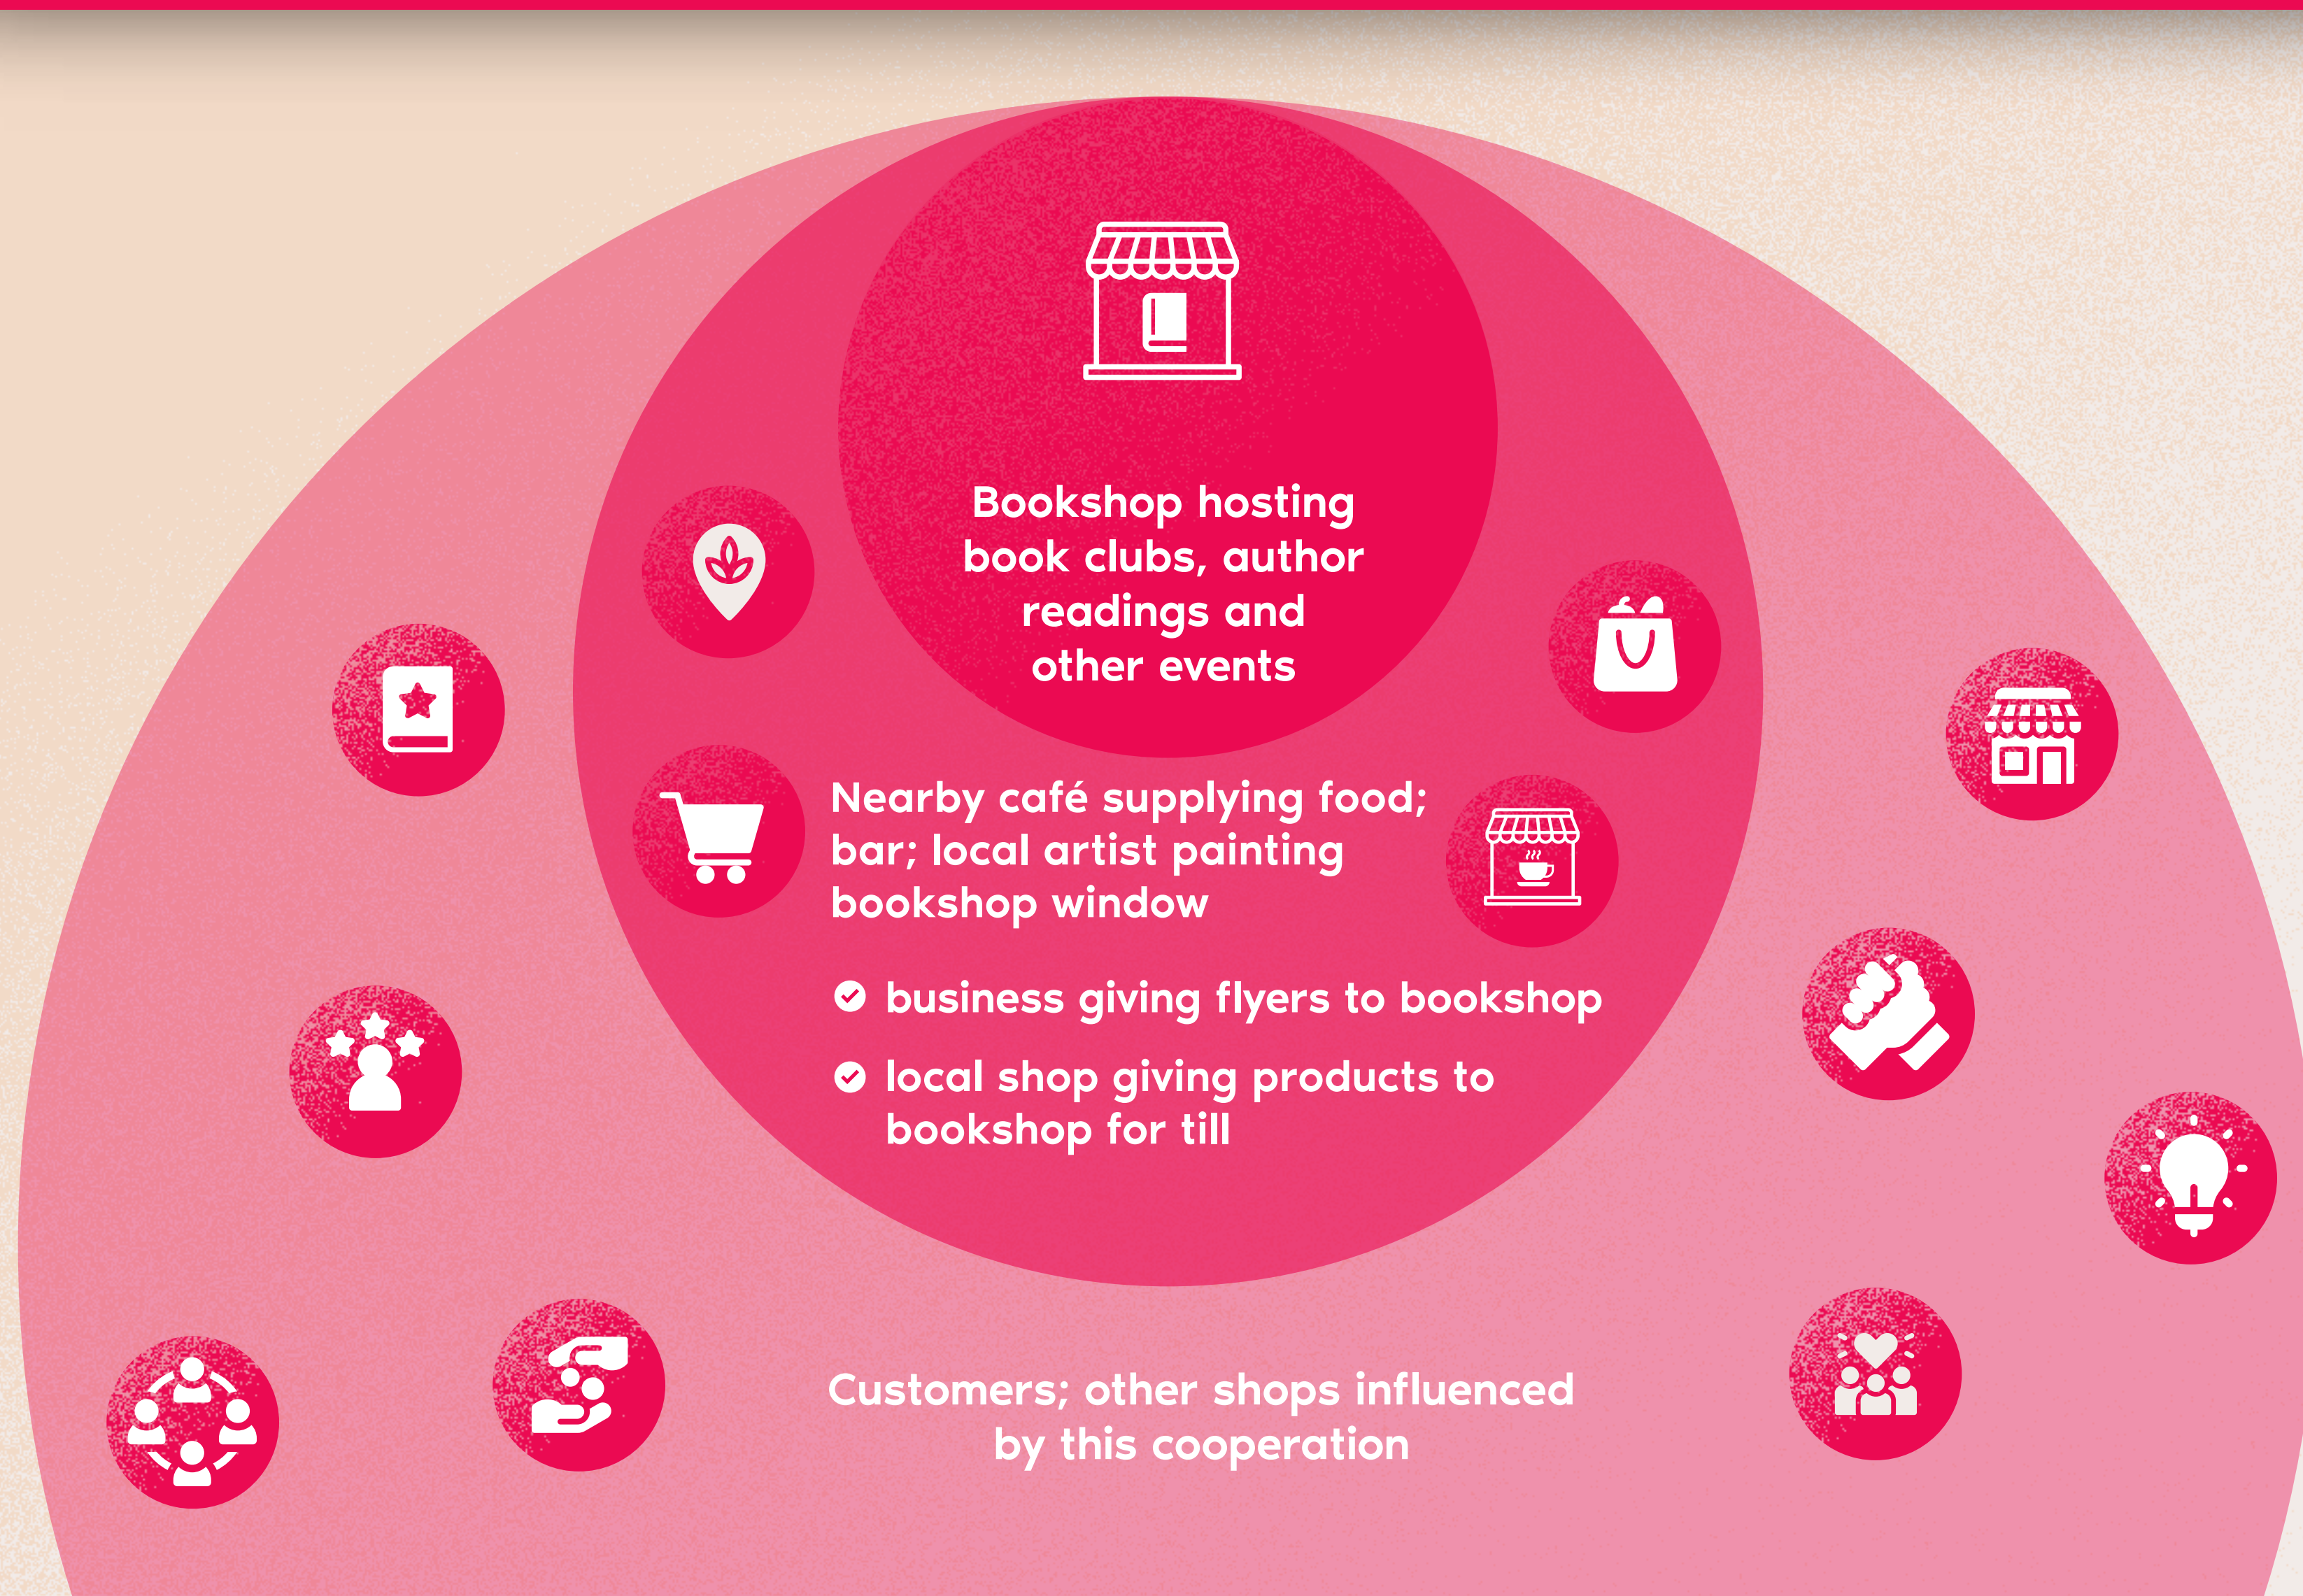 Bookshop hosting
book clubs, author
readings and
other events
Nearby café supplying food;
bar; local artist painting
bookshop window
business giving flyers to bookshop
local shop giving products to
bookshop for till
Customers; other shops influenced
by this cooperation